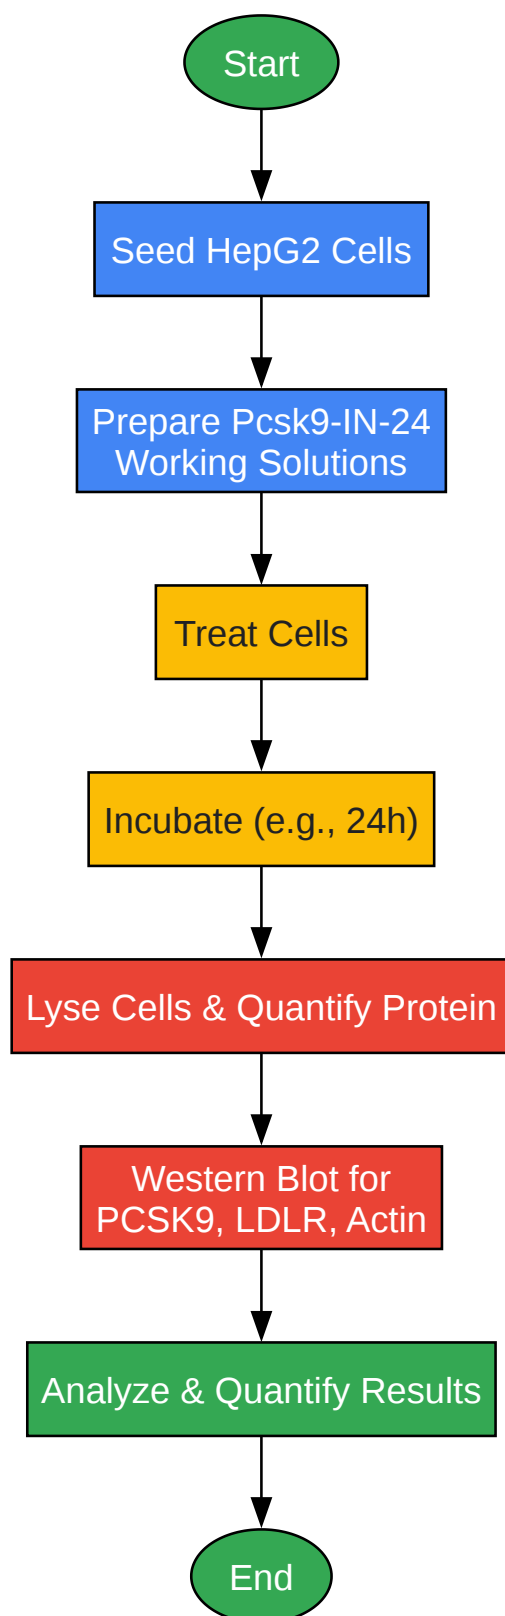 Start
Seed HepG2 Cells
Prepare Pcsk9-IN-24
Working Solutions
Treat Cells
Incubate (e.g., 24h)
Lyse Cells & Quantify Protein
Western Blot for
PCSK9, LDLR, Actin
Analyze & Quantify Results
End